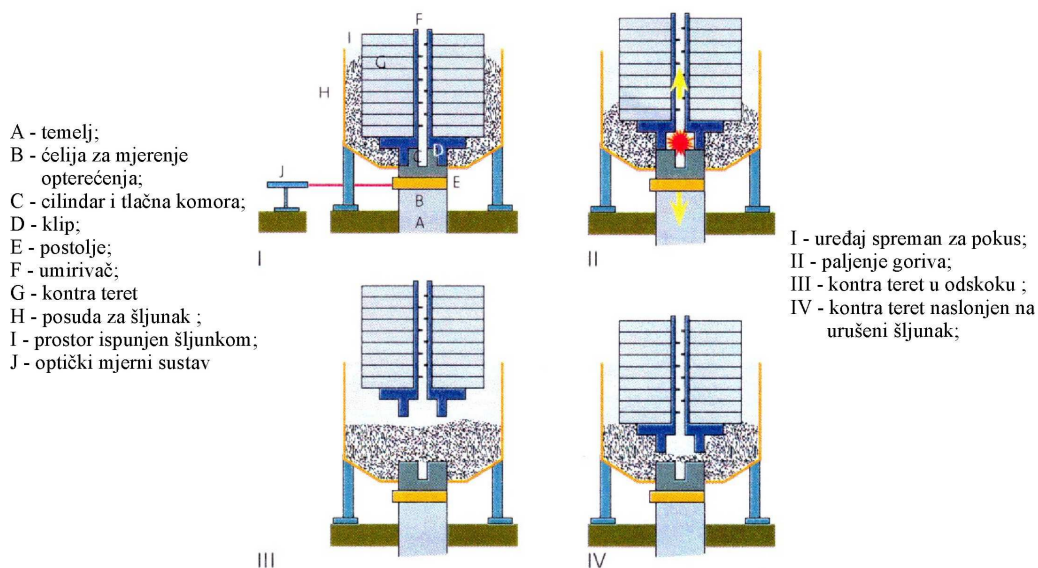 A - temelj;
B - ćelija za mjerenje
opterećenja;
C - cilindar i tlačna komora;
D - klip;
E - postolje;
F - umirivač;
G - kontra teret
H - posuda za šljunak ;
I - prostor ispunjen šljunkom;
J - optički mjerni sustav
F
I
G
H
D
C
J
E
B
A
I
II
III
IV
I - uređaj spreman za pokus;
II - paljenje goriva;
III - kontra teret u odskoku ;
IV - kontra teret naslonjen na
urušeni šljunak;